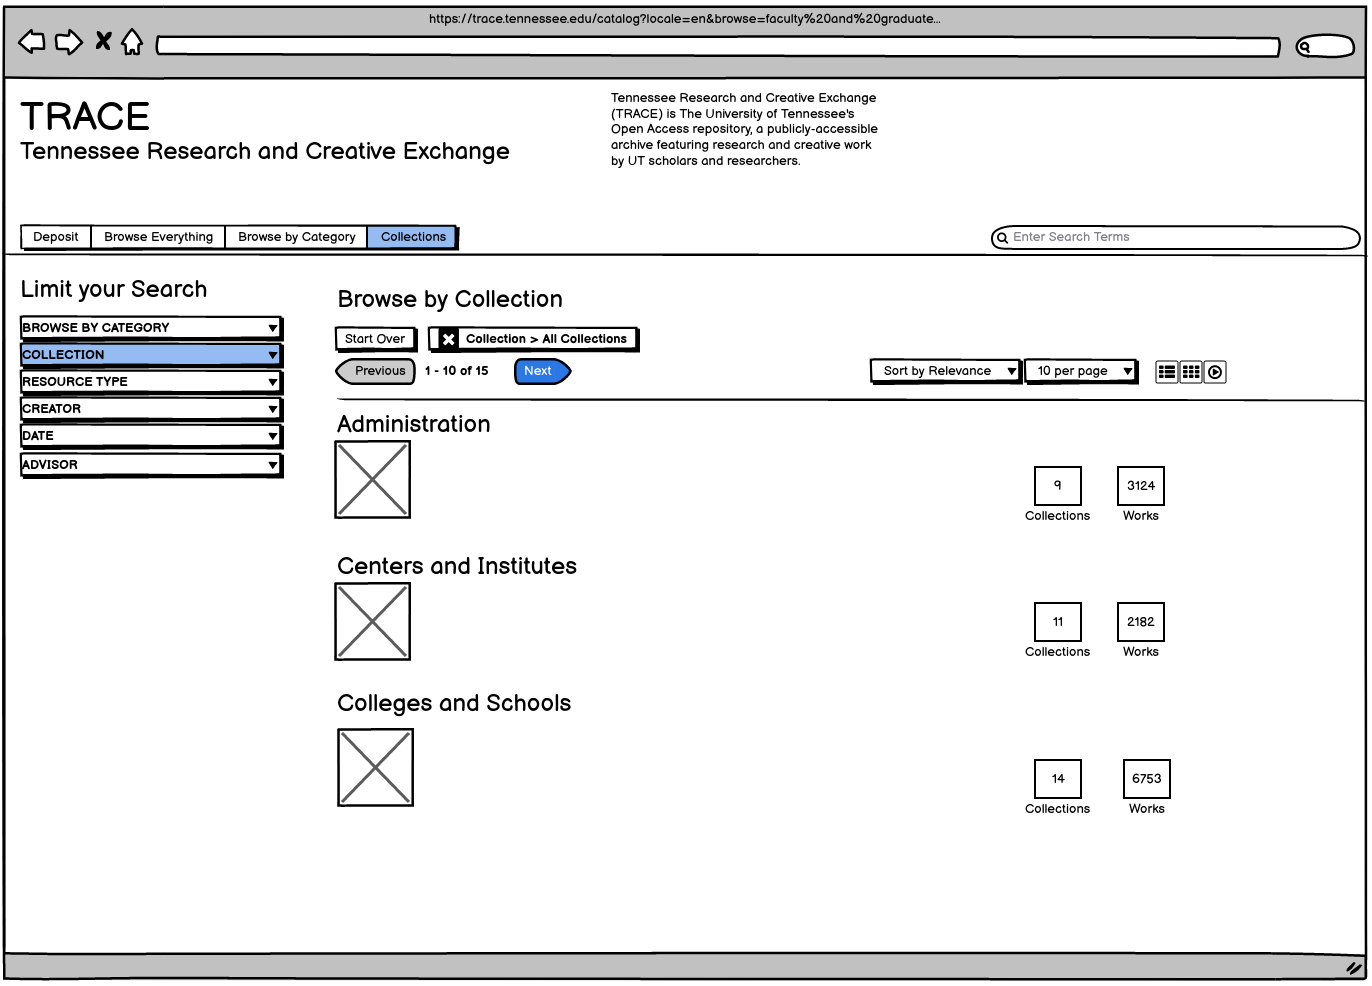 https://trace.tennessee.edu/catalog?locale=en&browse=faculty%20and%20graduate...
TRACE
Tennessee Research and Creative Exchange
Tennessee Research and Creative Exchange
(TRACE) is The University of Tennessee's
Open Access repository, a publicly-accessible
archive featuring research and creative work
by UT scholars and researchers.
Deposit Browse Everything Browse by Category Collections
Enter Search Terms
Limit your Search
BROWSE BY CATEGORY
COLLECTION
RESOURCE TYPE
CREATOR
DATE
ADVISOR
Browse by Collection
Start Over Collection > All Collections
Previous 1 - 10 of 15 Next
Sort by Relevance 10 per page
Administration
9 3124
Collections Works
Centers and Institutes
11 2182
Collections Works
Colleges and Schools
14 6753
Collections Works